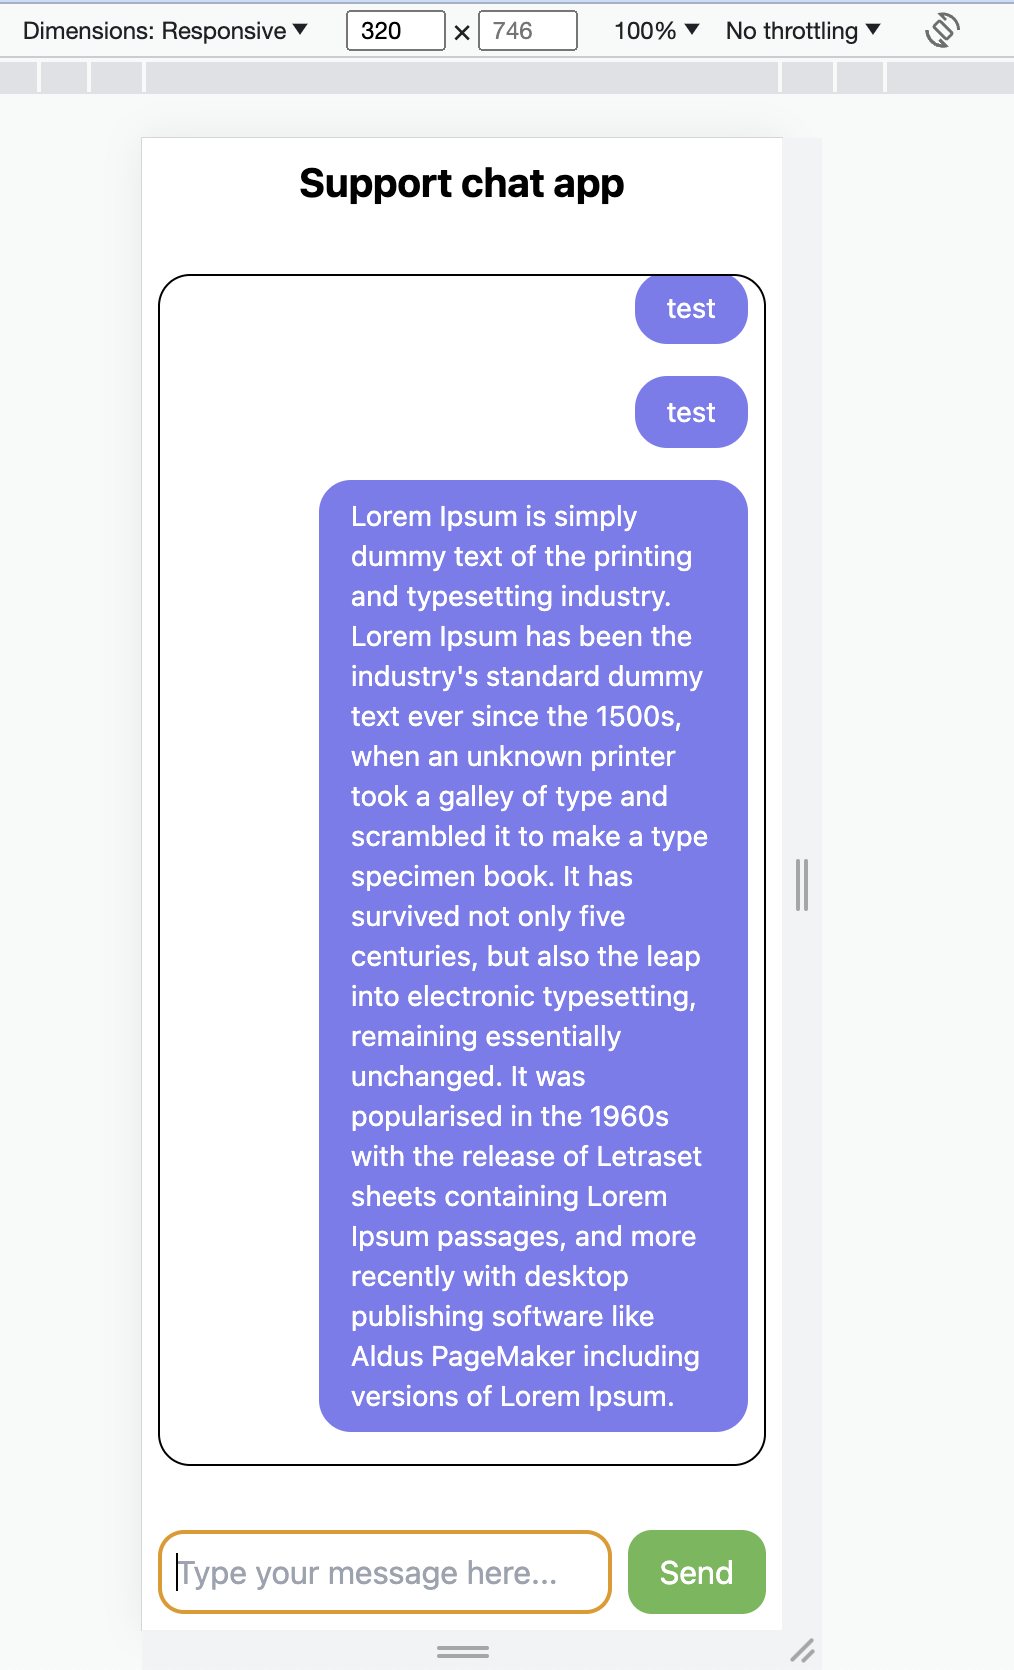 Dimensions: Responsive ▼ 320 × 746 100% ▼ No throttling ▼
Support chat app
test
test
Lorem Ipsum is simply
dummy text of the printing
and typesetting industry.
Lorem Ipsum has been the
industry's standard dummy
text ever since the 1500s,
when an unknown printer
took a galley of type and
scrambled it to make a type
specimen book. It has
survived not only five
centuries, but also the leap
into electronic typesetting,
remaining essentially
unchanged. It was
popularised in the 1960s
with the release of Letraset
sheets containing Lorem
Ipsum passages, and more
recently with desktop
publishing software like
Aldus PageMaker including
versions of Lorem Ipsum.
Type your message here... Send